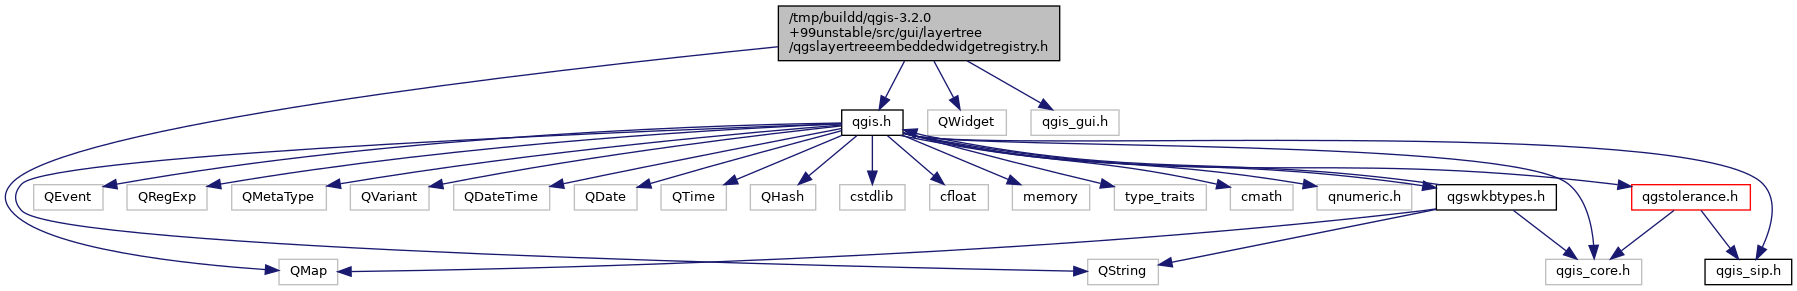 /tmp/buildd/qgis-3.2.0
+99unstable/src/gui/layertree
/qgslayertreeembeddedwidgetregistry.h
qgis.h
QWidget
qgis_gui.h
QEvent
QRegExp
QMetaType
QVariant
QDateTime
QDate
QTime
QHash
cstdlib
cfloat
memory
type_traits
cmath
qnumeric.h
qgswkbtypes.h
qgstolerance.h
QMap
QString
qgis_core.h
qgis_sip.h